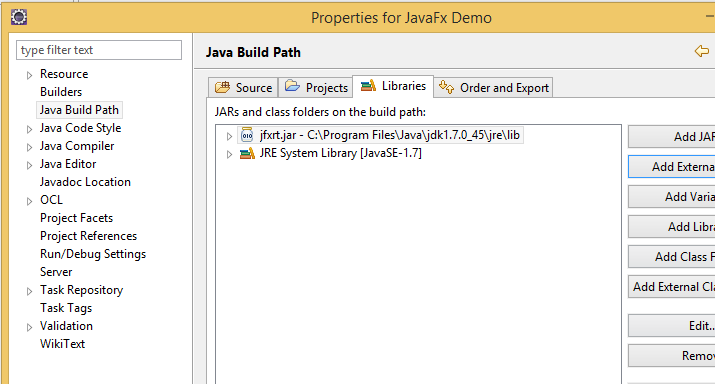 Properties for JavaFx Demo
type filter text
Resource
Builders
Java Build Path
Java Code Style
Java Compiler
Java Editor
Javadoc Location
OCL
Project Facets
Project References
Run/Debug Settings
Server
Task Repository
Task Tags
Validation
WikiText
Java Build Path
Source Projects Libraries Order and Export
JARs and class folders on the build path:
jfxrt.jar - C:\Program Files\Java\jdk1.7.0_45\jre\lib
JRE System Library [JavaSE-1.7]
Add JAR
Add External
Add Varia
Add Libra
Add Class F
Add External Cla
Edit..
Remov